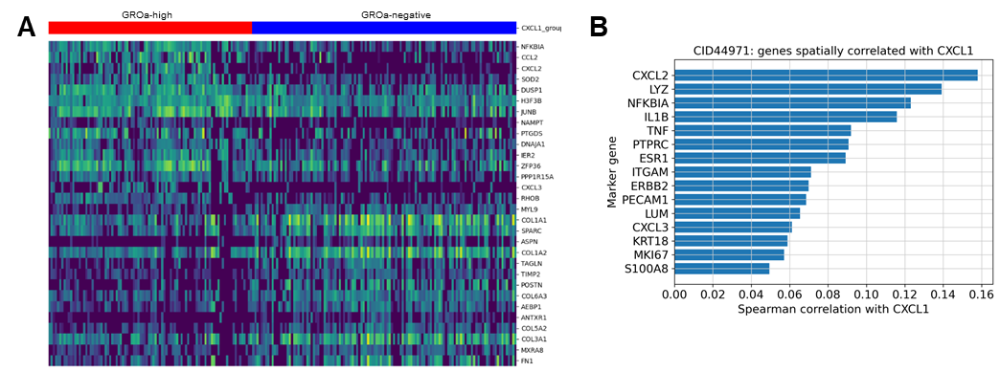 A
GROa-high
GROa-negative
CXCL1_grou
NFKBIA
CCL2
CXCL2
SOD2
DUSP1
H3F3B
JUNB
NAMPT
PTGDS
DNAJA1
IER2
ZFP36
PPP1R15A
CXCL3
RHOB
MYL9
COL1A1
SPARC
ASPN
COL1A2
TAGLN
TIMP2
POSTN
COL6A3
AEBP1
ANTXR1
COL5A2
COL3A1
MXRA8
FN1
B
CID44971: genes spatially correlated with CXCL1
Marker gene
CXCL2
LYZ
NFKBIA
IL1B
TNF
PTPRC
ESR1
ITGAM
ERBB2
PECAM1
LUM
CXCL3
KRT18
MKI67
S100A8
0.00 0.02 0.04 0.06 0.08 0.10 0.12 0.14 0.16
Spearman correlation with CXCL1